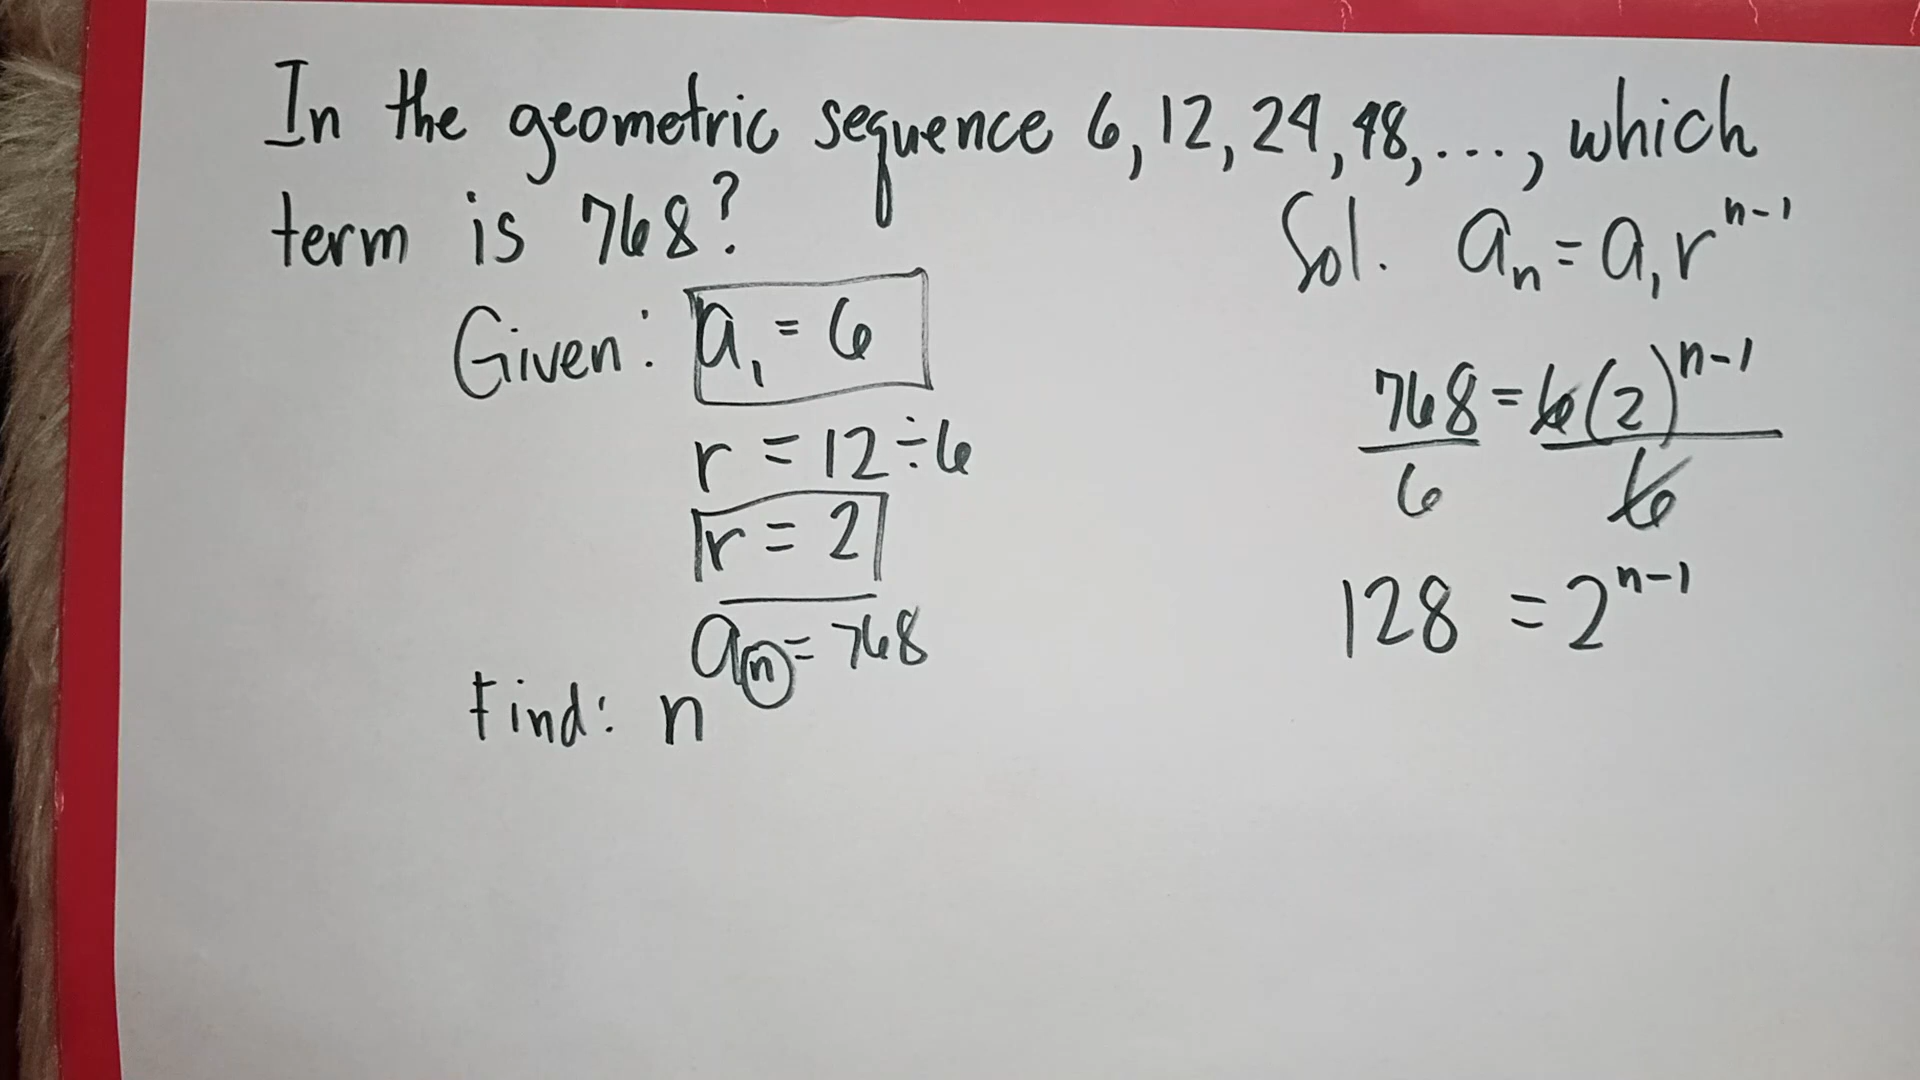 In the geometric sequence 6, 12, 24, 48, ..., which
term is 768?
Given: a₁ = 6
r = 12 ÷ 6
r = 2
aₙ = 768
Find: n
Sol. aₙ = a₁rⁿ⁻¹
768 = 6(2)ⁿ⁻¹
6 6
128 = 2ⁿ⁻¹